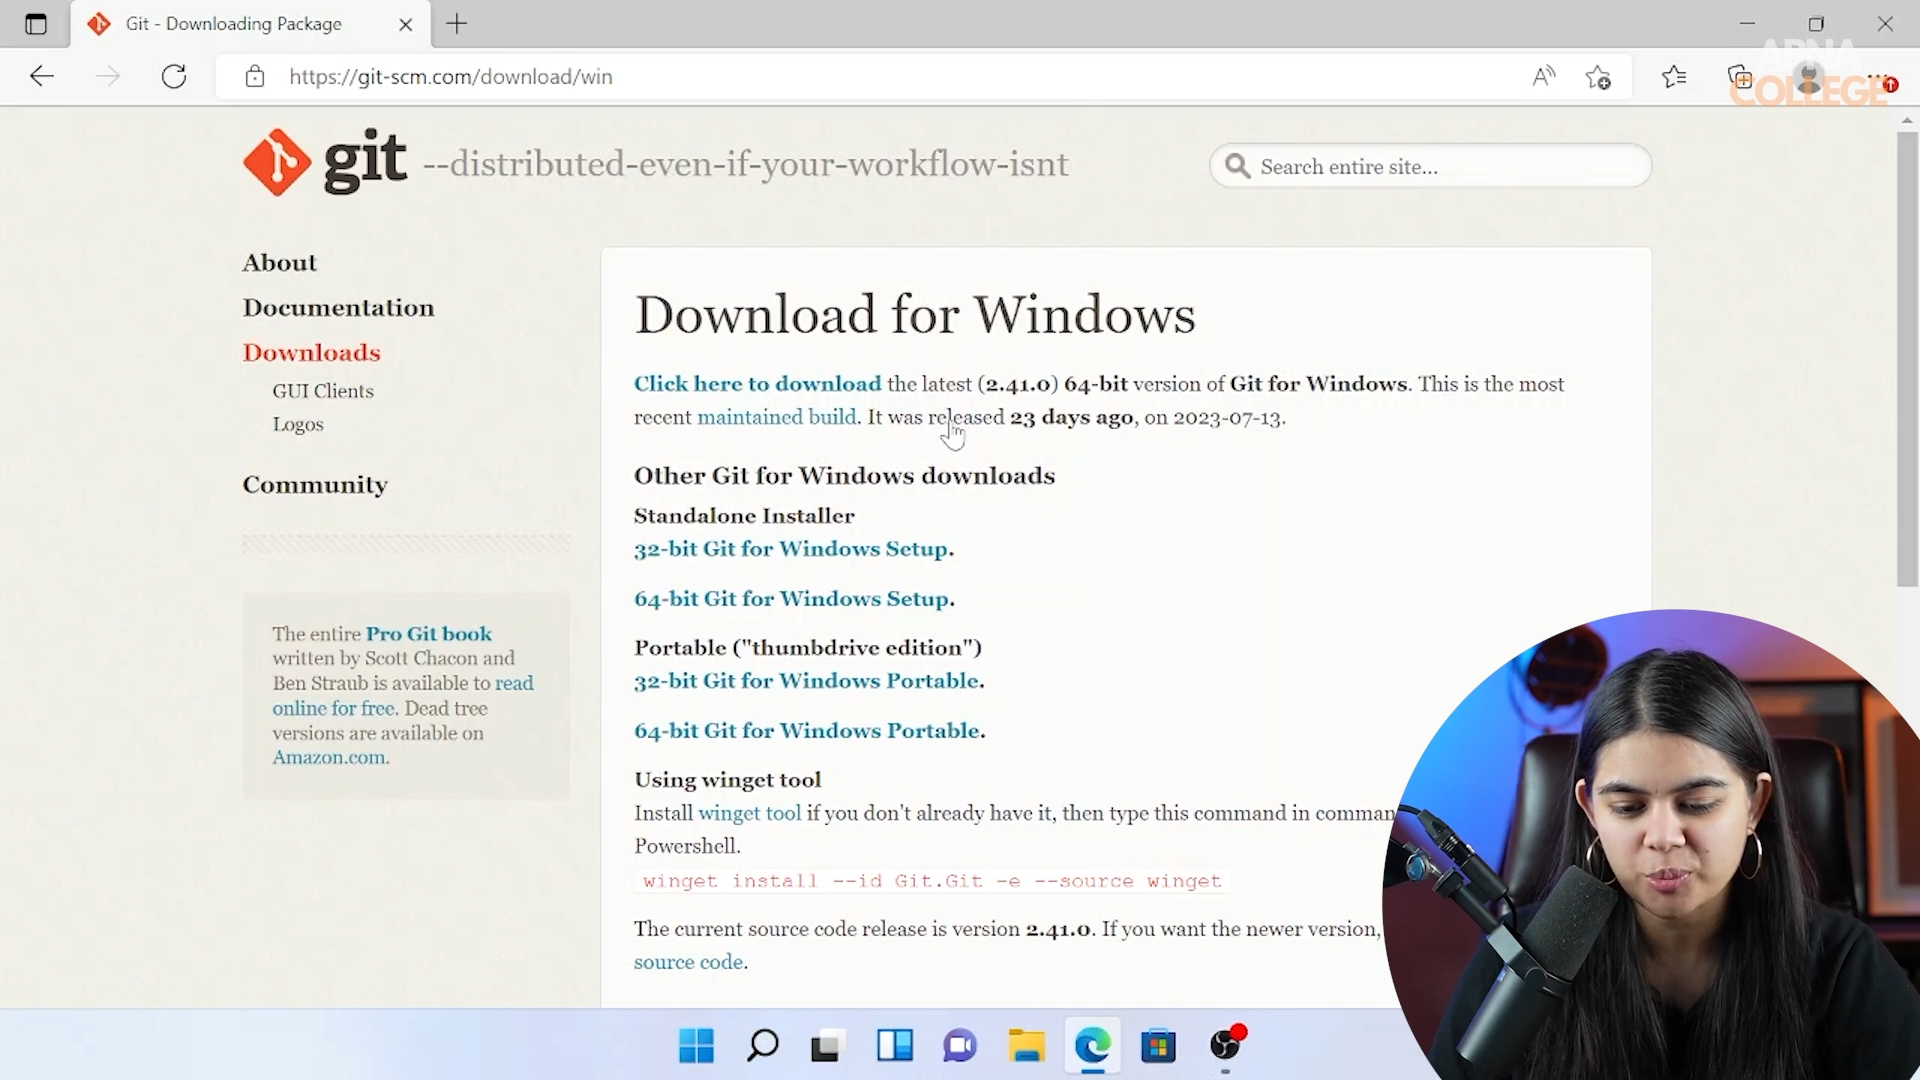 Git - Downloading Package
https://git-scm.com/download/win
APNA
COLLEGE
git --distributed-even-if-your-workflow-isnt
Search entire site...
About
Documentation
Downloads
GUI Clients
Logos
Community
The entire Pro Git book
written by Scott Chacon and
Ben Straub is available to read
online for free. Dead tree
versions are available on
Amazon.com.
Download for Windows
Click here to download the latest (2.41.0) 64-bit version of Git for Windows. This is the most
recent maintained build. It was released 23 days ago, on 2023-07-13.
Other Git for Windows downloads
Standalone Installer
32-bit Git for Windows Setup.
64-bit Git for Windows Setup.
Portable ("thumbdrive edition")
32-bit Git for Windows Portable.
64-bit Git for Windows Portable.
Using winget tool
Install winget tool if you don't already have it, then type this command in comman
Powershell.
winget install --id Git.Git -e --source winget
The current source code release is version 2.41.0. If you want the newer version,
source code.